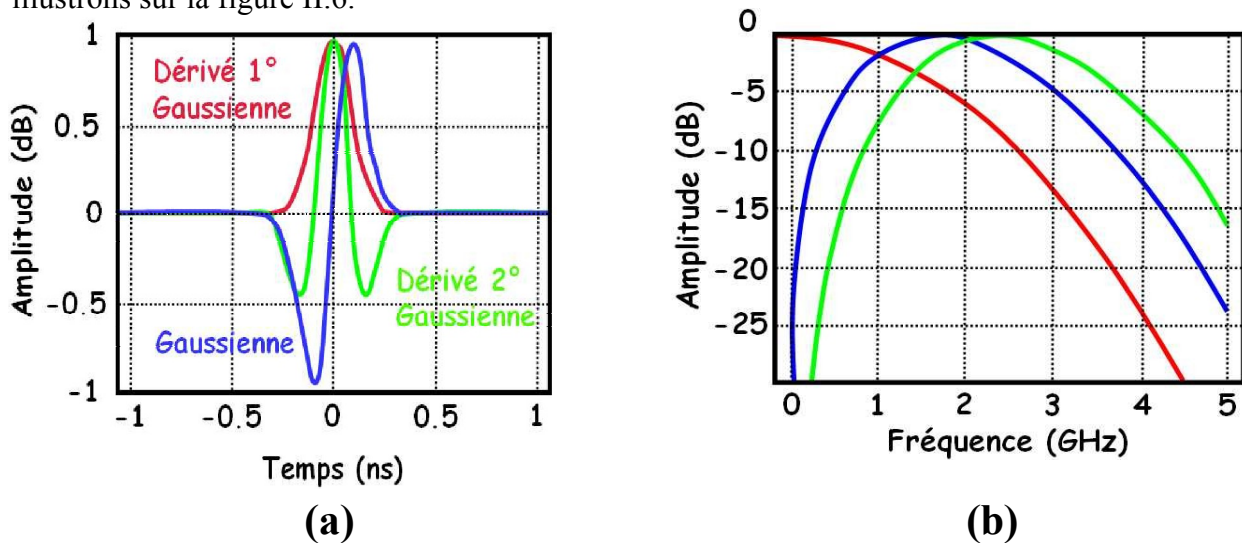 illustrons sur la figure II.6.
1
0.5
0
-0.5
-1
Amplitude (dB)
Dérivé 1°
Gaussienne
Dérivé 2°
Gaussienne
Gaussienne
-1 -0.5 0 0.5 1
Temps (ns)
(a)
0
-5
-10
-15
-20
-25
Amplitude (dB)
0 1 2 3 4 5
Fréquence (GHz)
(b)